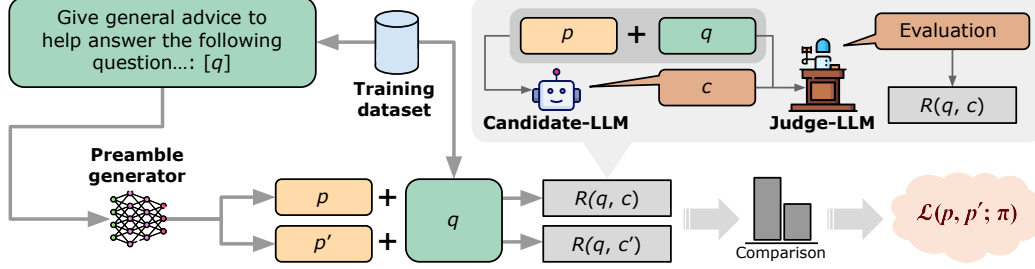 Give general advice to
help answer the following
question…: [q]
Training
dataset
p + q
Evaluation
c
Candidate-LLM
Judge-LLM
R(q, c)
Preamble
generator
p +
q
R(q, c)
p' +
R(q, c')
Comparison
ℒ(p, p′; π)